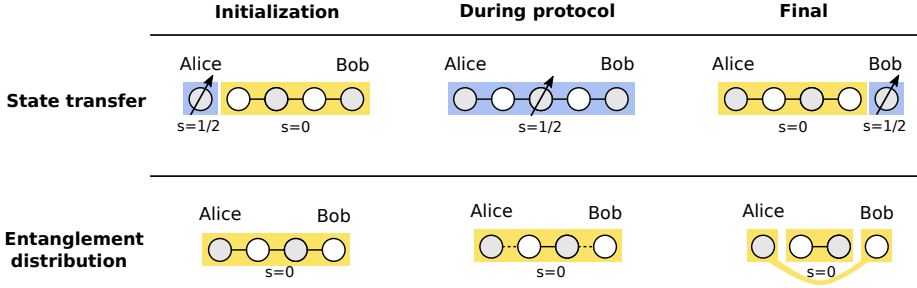 Initialization During protocol Final
Alice Bob Alice Bob Alice Bob
State transfer
s=1/2 s=0 s=1/2 s=0 s=1/2
Alice Bob Alice Bob Alice Bob
Entanglement
distribution
s=0 s=0 s=0